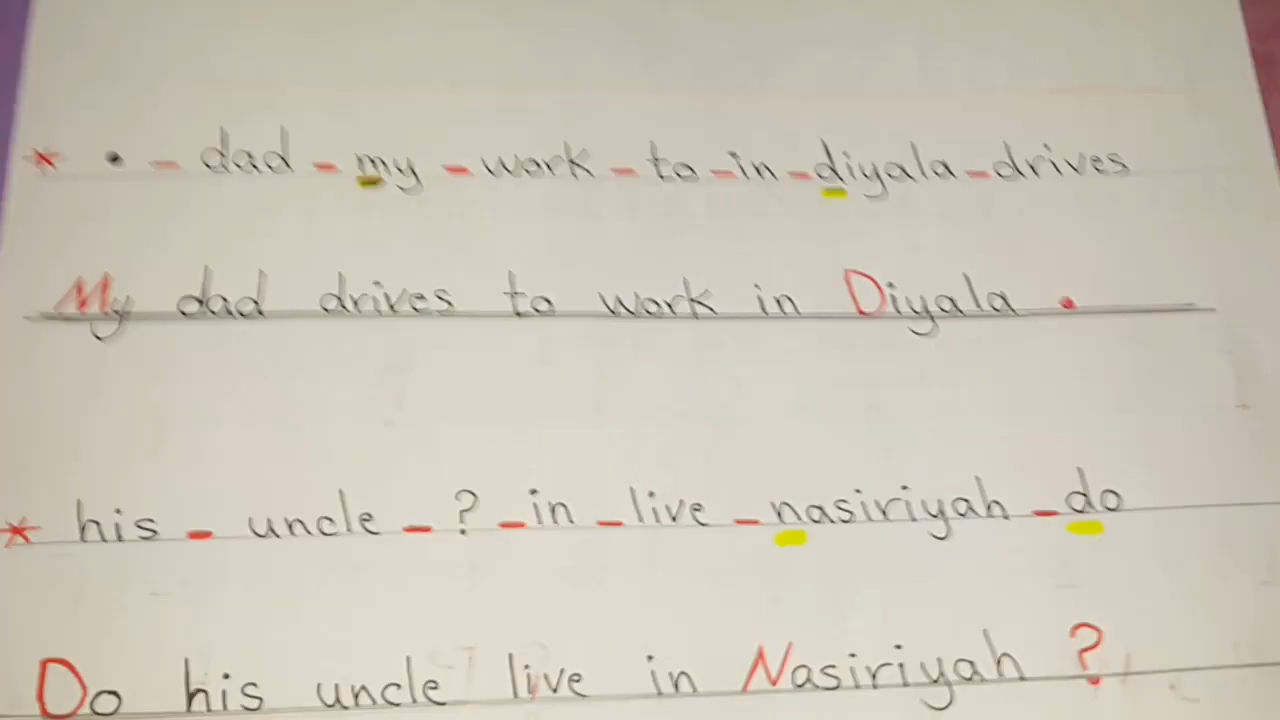 * . - dad - my - work - to - in - diyala - drives
My dad drives to work in Diyala .
* his - uncle - ? - in - live - nasiriyah - do
Do his uncle live in Nasiriyah ?